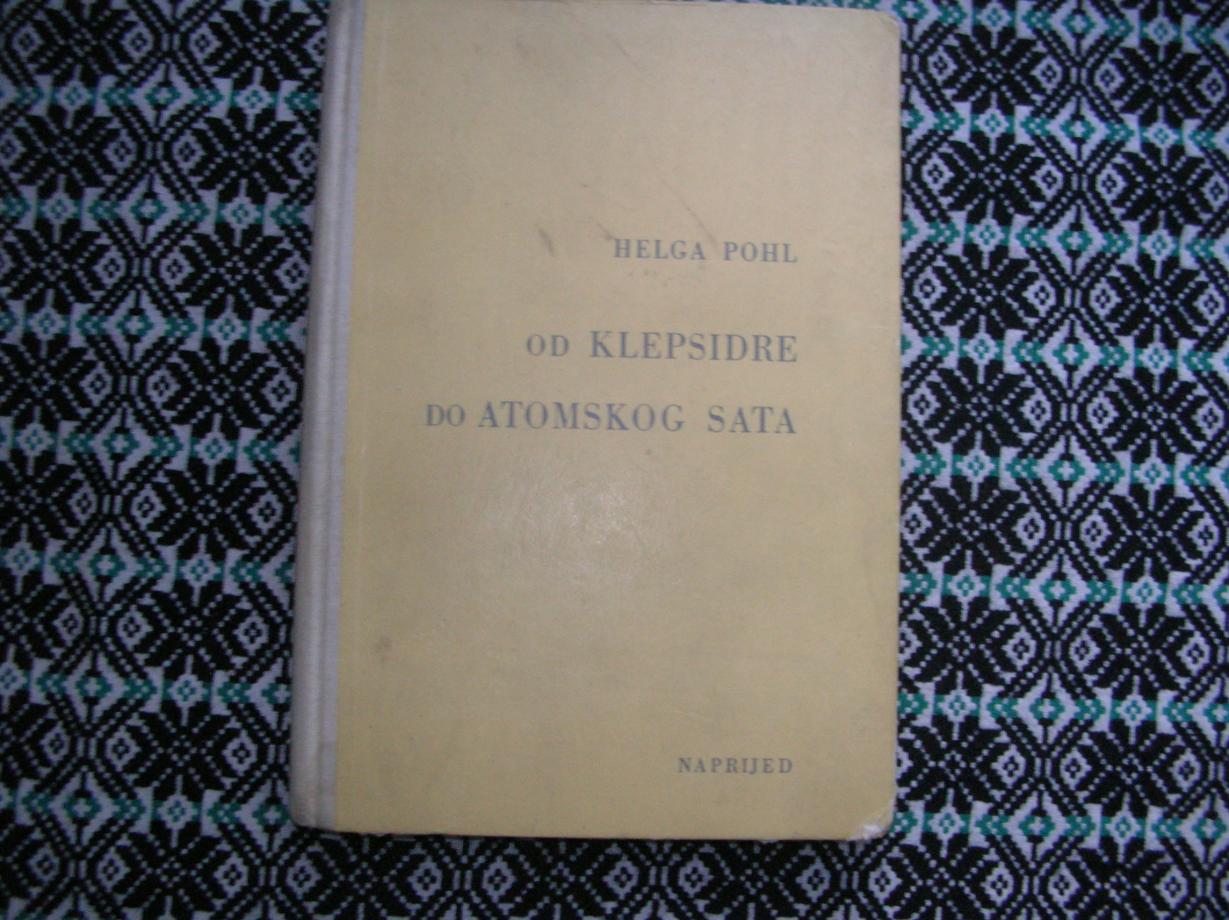 HELGA POHL
OD KLEPSIDRE
DO ATOMSKOG SATA
NAPRIJED